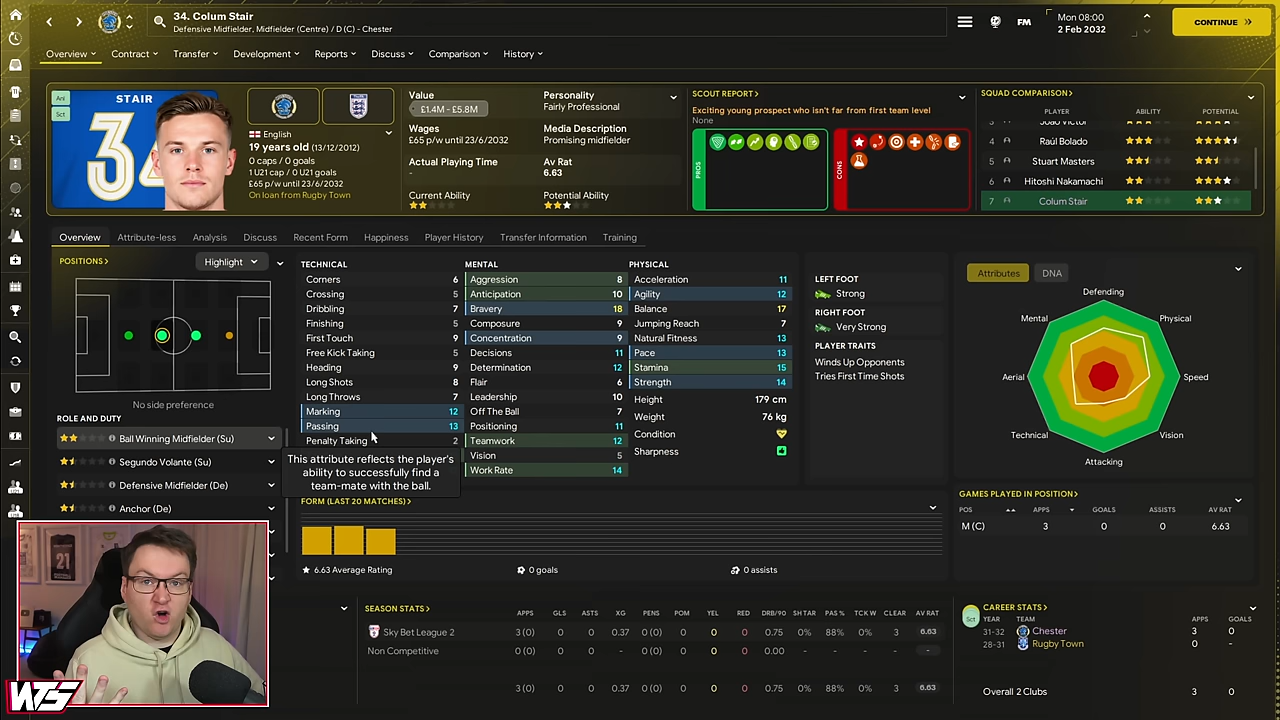 34. Colum Stair
Defensive Midfielder, Midfielder (Centre) / D (C) - Chester
FM
Mon 08:00
2 Feb 2032
CONTINUE
Overview
Contract
Transfer
Development
Reports
Discuss
Comparison
History
Anl
Sct
STAIR
34
English
19 years old (13/12/2012)
0 caps / 0 goals
1 U21 cap / 0 U21 goals
£65 p/w until 23/6/2032
On loan from Rugby Town
Value
£1.4M - £5.8M
Wages
£65 p/w until 23/6/2032
Actual Playing Time
-
Current Ability
Personality
Fairly Professional
Media Description
Promising midfielder
Av Rat
6.63
Potential Ability
SCOUT REPORT >
Exciting young prospect who isn't far from first team level
None
PROS
CONS
SQUAD COMPARISON >
PLAYER ABILITY POTENTIAL
3 João Victor
4 Raúl Bolado
5 Stuart Masters
6 Hitoshi Nakamachi
7 Colum Stair
Overview
Attribute-less
Analysis
Discuss
Recent Form
Happiness
Player History
Transfer Information
Training
POSITIONS >
Highlight
No side preference
ROLE AND DUTY
Ball Winning Midfielder (Su)
Segundo Volante (Su)
Defensive Midfielder (De)
Anchor (De)
TECHNICAL
Corners 6
Crossing 5
Dribbling 7
Finishing 5
First Touch 9
Free Kick Taking 5
Heading 9
Long Shots 8
Long Throws 7
Marking 12
Passing 13
Penalty Taking 2
This attribute reflects the player's
ability to successfully find a
team-mate with the ball.
MENTAL
Aggression 8
Anticipation 10
Bravery 18
Composure 9
Concentration 9
Decisions 11
Determination 12
Flair 6
Leadership 10
Off The Ball 7
Positioning 11
Teamwork 12
Vision 5
Work Rate 14
PHYSICAL
Acceleration 11
Agility 12
Balance 17
Jumping Reach 7
Natural Fitness 13
Pace 13
Stamina 15
Strength 14
Height 179 cm
Weight 76 kg
Condition
Sharpness
LEFT FOOT
Strong
RIGHT FOOT
Very Strong
PLAYER TRAITS
Winds Up Opponents
Tries First Time Shots
Attributes
DNA
Defending
Physical
Speed
Vision
Attacking
Technical
Aerial
Mental
FORM (LAST 20 MATCHES) >
6.63 Average Rating
0 goals
0 assists
GAMES PLAYED IN POSITION >
POS APPS GOALS ASSISTS AV RAT
M (C) 3 0 0 6.63
21
WTS
SEASON STATS >
APPS GLS ASTS XG PENS POM YEL RED DRB/90 SH TAR PAS % TCK W CLEAR AV RAT
Sky Bet League 2 3 (0) 0 0 0.37 0 (0) 0 0 0 0.75 0% 88% 0% 3 6.63
Non Competitive 0 (0) 0 0 - 0 (0) 0 0 0 0.00 0% 0% 0% 0 -
3 (0) 0 0 0.37 0 (0) 0 0 0 0.75 0% 88% 0% 3 6.63
Sct
CAREER STATS >
YEAR TEAM APPS GOALS
31-32 Chester 3 0
28-31 Rugby Town 0 -
Overall 2 Clubs 3 0